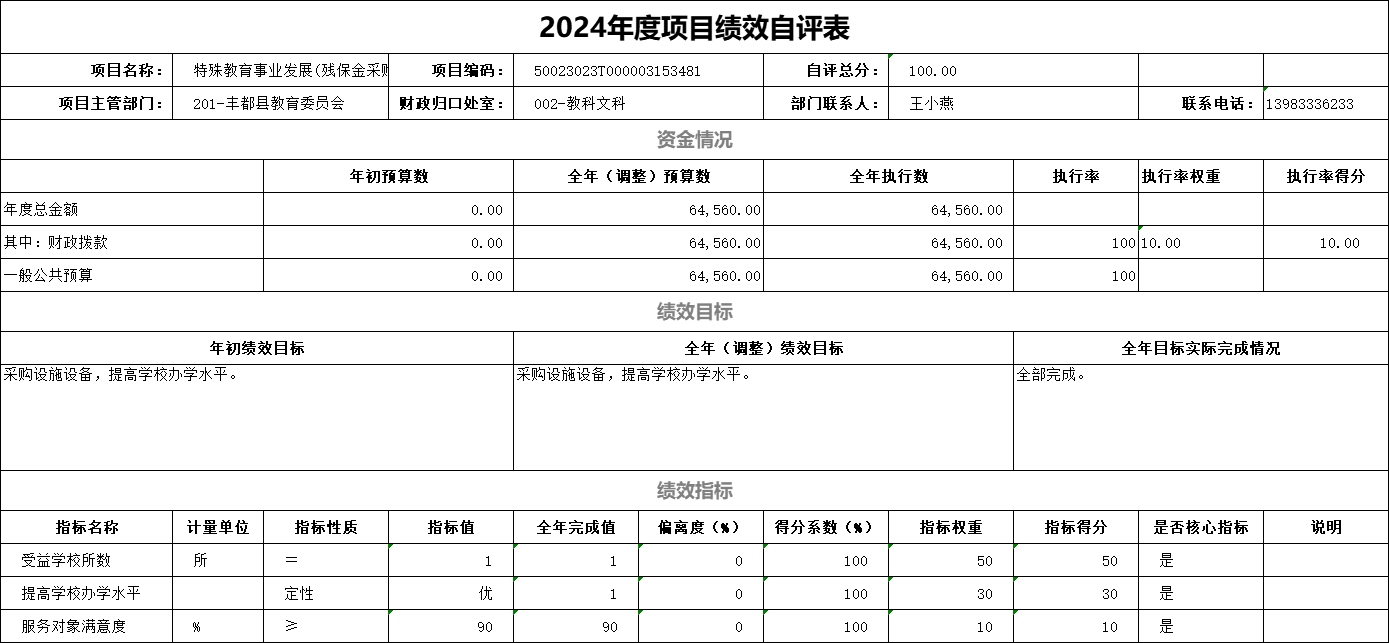 2024年度项目绩效自评表
项目名称： 特殊教育事业发展(残保金采 项目编码： 50023023T000003153481 自评总分： 100.00
项目主管部门： 201-丰都县教育委员会 财政归口处室： 002-教科文科 部门联系人： 王小燕 联系电话： 13983336233
资金情况
年初预算数 全年（调整）预算数 全年执行数 执行率 执行率权重 执行率得分
年度总金额 0.00 64,560.00 64,560.00
其中：财政拨款 0.00 64,560.00 64,560.00 100 10.00 10.00
一般公共预算 0.00 64,560.00 64,560.00 100
绩效目标
年初绩效目标 全年（调整）绩效目标 全年目标实际完成情况
采购设施设备，提高学校办学水平。 采购设施设备，提高学校办学水平。 全部完成。
绩效指标
指标名称 计量单位 指标性质 指标值 全年完成值 偏离度（%） 得分系数（%） 指标权重 指标得分 是否核心指标 说明
受益学校所数 所 ＝ 1 1 0 100 50 50 是
提高学校办学水平 定性 优 1 0 100 30 30 是
服务对象满意度 % ≥ 90 90 0 100 10 10 是